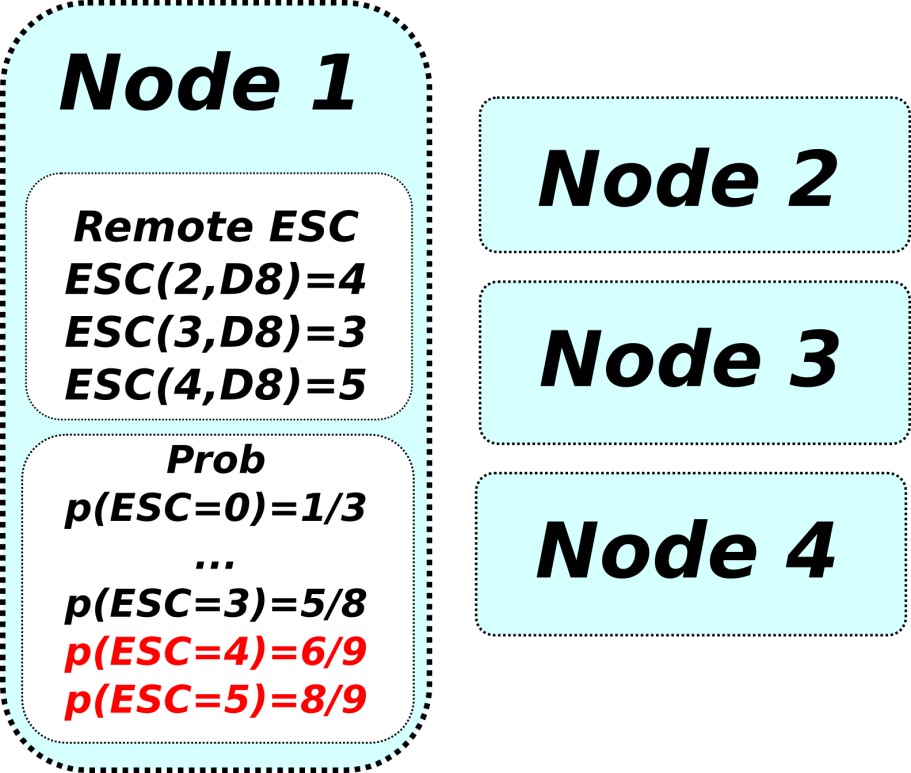 Node 1
Remote ESC
ESC(2,D8)=4
ESC(3,D8)=3
ESC(4,D8)=5
Prob
p(ESC=0)=1/3
...
p(ESC=3)=5/8
p(ESC=4)=6/9
p(ESC=5)=8/9
Node 2
Node 3
Node 4